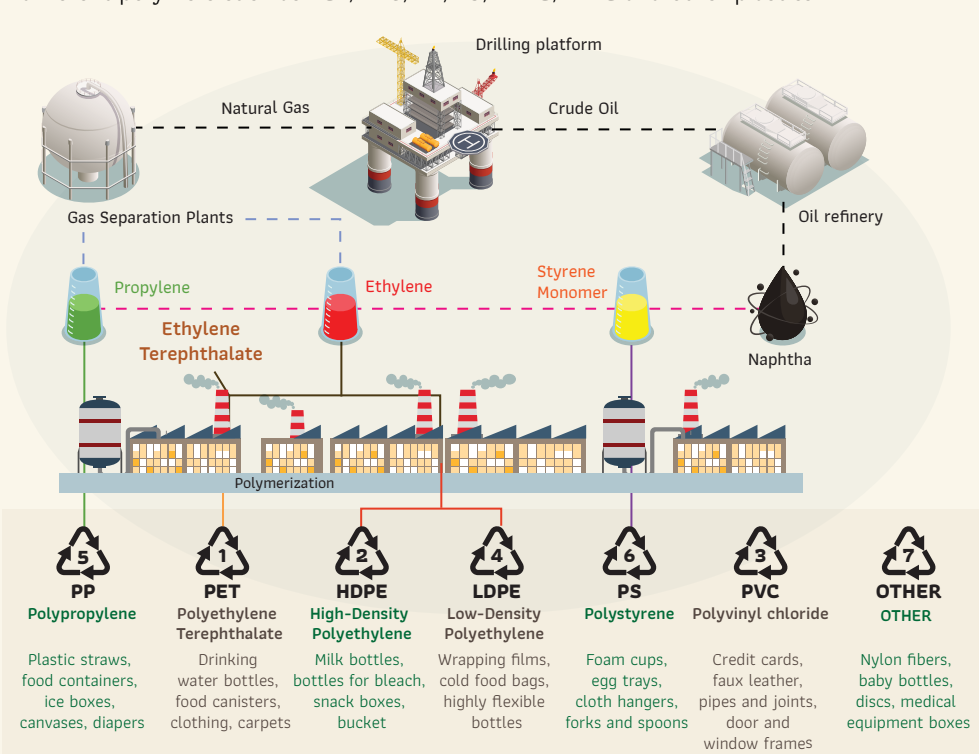 Drilling platform
Natural Gas
Crude Oil
Gas Separation Plants
Oil refinery
Propylene
Ethylene
Styrene
Monomer
Ethylene
Terephthalate
Naphtha
H
Polymerization
5
1
2
4
6
3
7
PP
PET
HDPE
LDPE
PS
PVC
OTHER
Polypropylene
Polyethylene
Terephthalate
High-Density
Polyethylene
Low-Density
Polyethylene
Polystyrene
Polyvinyl chloride
OTHER
Plastic straws,
food containers,
ice boxes,
canvases, diapers
Drinking
water bottles,
food canisters,
clothing, carpets
Milk bottles,
bottles for bleach,
snack boxes,
bucket
Wrapping films,
cold food bags,
highly flexible
bottles
Foam cups,
egg trays,
cloth hangers,
forks and spoons
Credit cards,
faux leather,
pipes and joints,
door and
window frames
Nylon fibers,
baby bottles,
discs, medical
equipment boxes